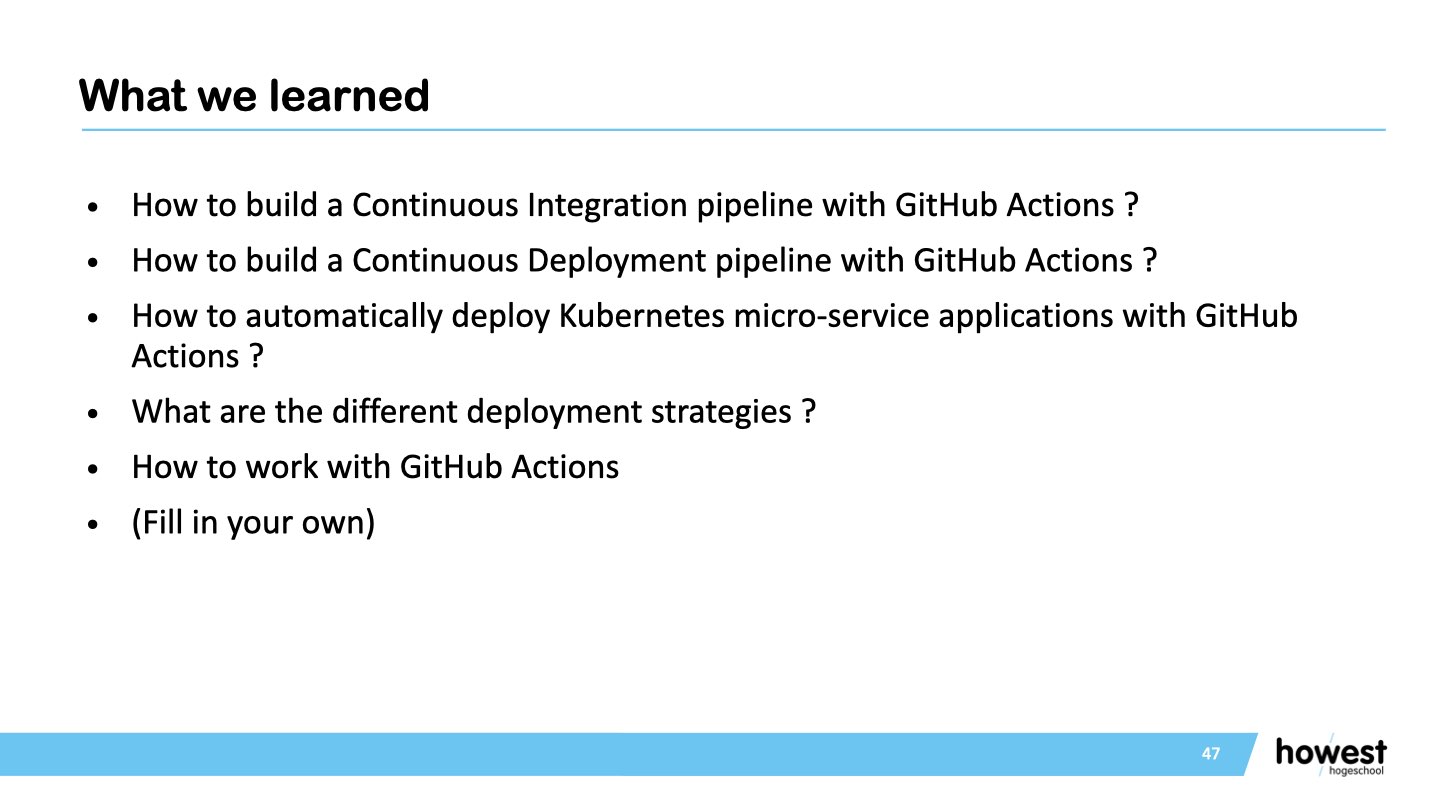 What we learned
• How to build a Continuous Integration pipeline with GitHub Actions ?
• How to build a Continuous Deployment pipeline with GitHub Actions ?
• How to automatically deploy Kubernetes micro-service applications with GitHub
Actions ?
• What are the different deployment strategies ?
• How to work with GitHub Actions
• (Fill in your own)
47
howest
hogeschool